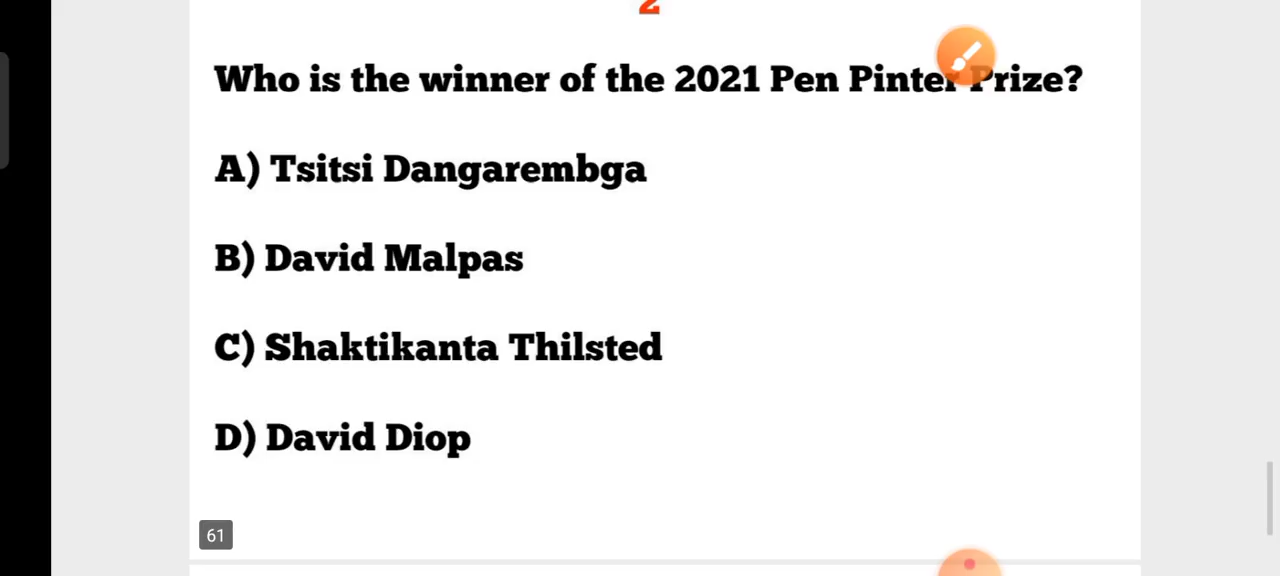 2
Who is the winner of the 2021 Pen Pinter Prize?
A) Tsitsi Dangarembga
B) David Malpas
C) Shaktikanta Thilsted
D) David Diop
61